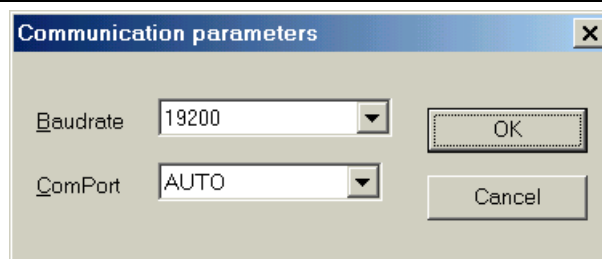 Communication parameters
Baudrate 19200
OK
ComPort AUTO
Cancel